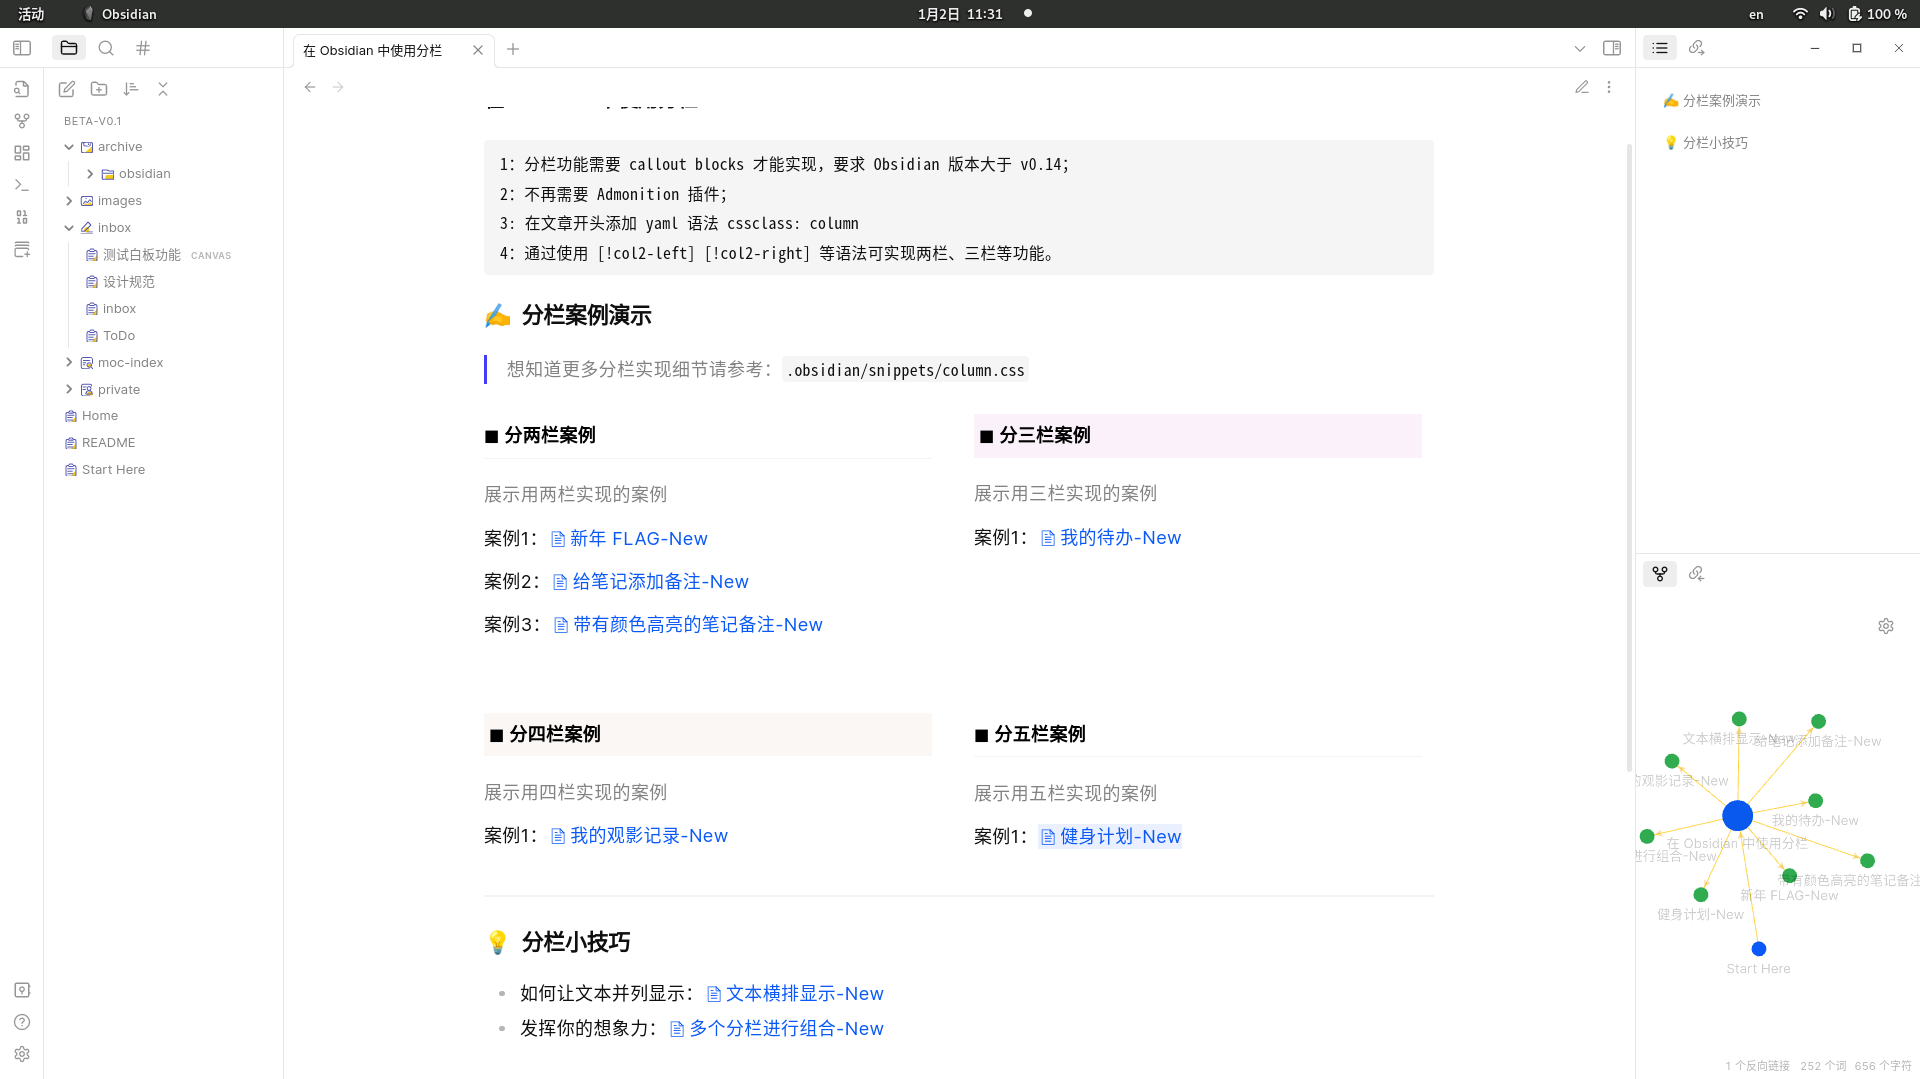 活动
Obsidian
1月2日 11:31
en
100 %
在 Obsidian 中使用分栏
BETA-V0.1
archive
obsidian
images
inbox
测试白板功能 CANVAS
设计规范
inbox
ToDo
moc-index
private
Home
README
Start Here
1: 分栏功能需要 callout blocks 才能实现，要求 Obsidian 版本大于 v0.14；
2: 不再需要 Admonition 插件；
3: 在文章开头添加 yaml 语法 cssclass: column
4: 通过使用 [!col2-left] [!col2-right] 等语法可实现两栏、三栏等功能。
✍️ 分栏案例演示
想知道更多分栏实现细节请参考： .obsidian/snippets/column.css
■ 分两栏案例
展示用两栏实现的案例
案例1： 新年 FLAG-New
案例2： 给笔记添加备注-New
案例3： 带有颜色高亮的笔记备注-New
■ 分三栏案例
展示用三栏实现的案例
案例1： 我的待办-New
■ 分四栏案例
展示用四栏实现的案例
案例1： 我的观影记录-New
■ 分五栏案例
展示用五栏实现的案例
案例1： 健身计划-New
💡 分栏小技巧
如何让文本并列显示： 文本横排显示-New
发挥你的想象力： 多个分栏进行组合-New
✍️ 分栏案例演示
💡 分栏小技巧
文本横排显示-New
给笔记添加备注-New
的观影记录-New
我的待办-New
在 Obsidian 中使用分栏
进行组合-New
带有颜色高亮的笔记备注
新年 FLAG-New
健身计划-New
Start Here
1 个反向链接 252 个词 656 个字符